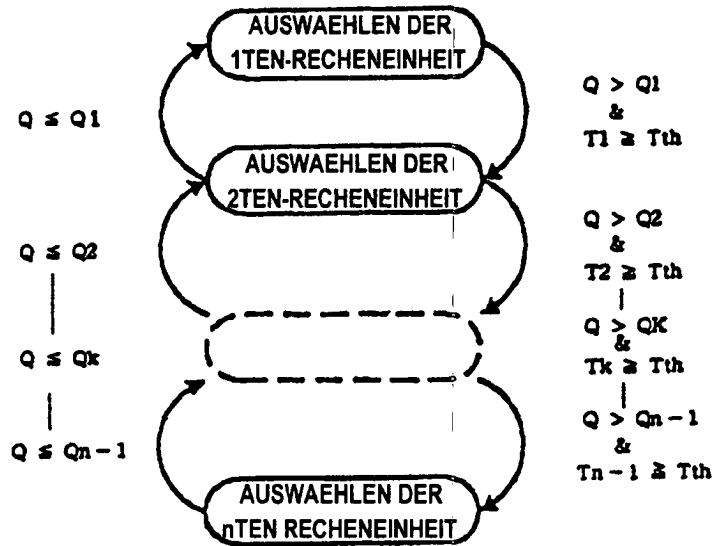 AUSWAEHLEN DER
1TEN-RECHENEINHEIT
Q ≤ Q1
Q > Q1
&
T1 ≧ Tth
AUSWAEHLEN DER
2TEN-RECHENEINHEIT
Q ≤ Q2
Q > Q2
&
T2 ≧ Tth
Q ≤ Qk
Q > QK
&
Tk ≧ Tth
Q ≤ Qn-1
Q > Qn-1
&
Tn-1 ≧ Tth
AUSWAEHLEN DER
nTEN RECHENEINHEIT